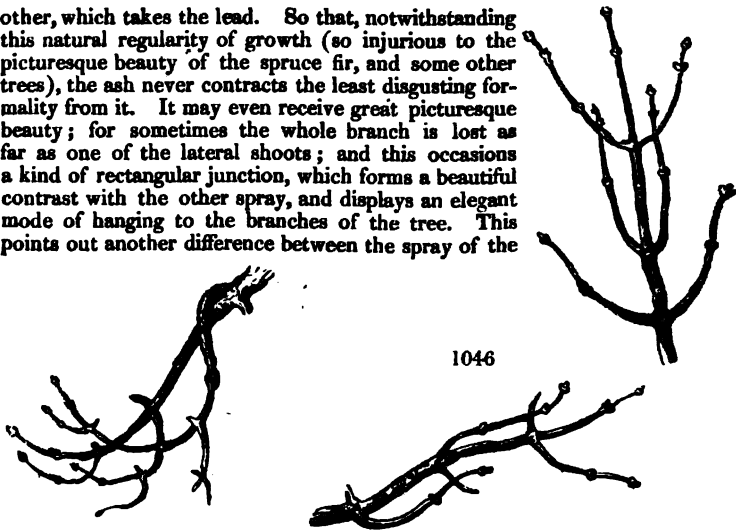 other, which takes the lead. So that, notwithstanding
this natural regularity of growth (so injurious to the
picturesque beauty of the spruce fir, and some other
trees), the ash never contracts the least disgusting for-
mality from it. It may even receive great picturesque
beauty; for sometimes the whole branch is lost as
far as one of the lateral shoots; and this occasions
a kind of rectangular junction, which forms a beautiful
contrast with the other spray, and displays an elegant
mode of hanging to the branches of the tree. This
points out another difference between the spray of the
1046